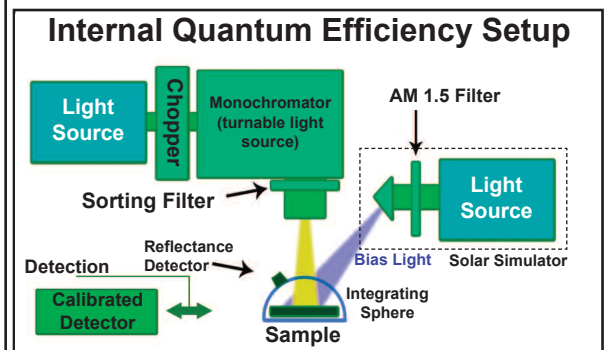 Internal Quantum Efficiency Setup
Light
Source
Chopper
Monochromator
(turnable light
source)
AM 1.5 Filter
Sorting Filter
Light
Source
Bias Light
Solar Simulator
Reflectance
Detector
Detection
Calibrated
Detector
Integrating
Sphere
Sample